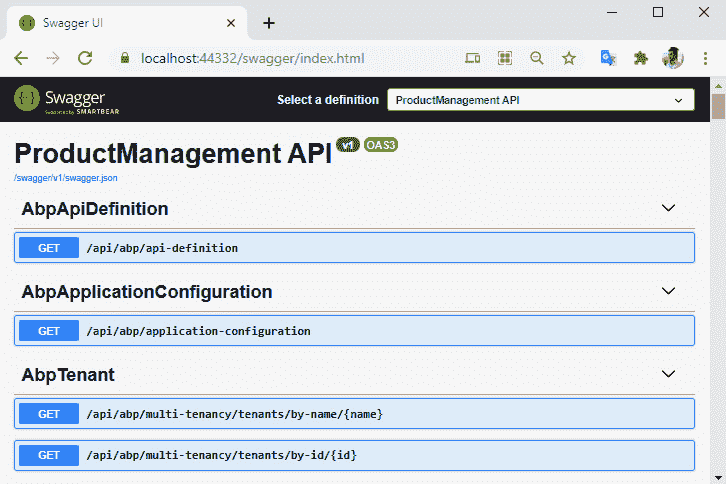 Swagger UI
localhost:44332/swagger/index.html
Swagger
Supported by SMARTBEAR
Select a definition
ProductManagement API
ProductManagement API v1 OAS3
/swagger/v1/swagger.json
AbpApiDefinition
GET /api/abp/api-definition
AbpApplicationConfiguration
GET /api/abp/application-configuration
AbpTenant
GET /api/abp/multi-tenancy/tenants/by-name/{name}
GET /api/abp/multi-tenancy/tenants/by-id/{id}